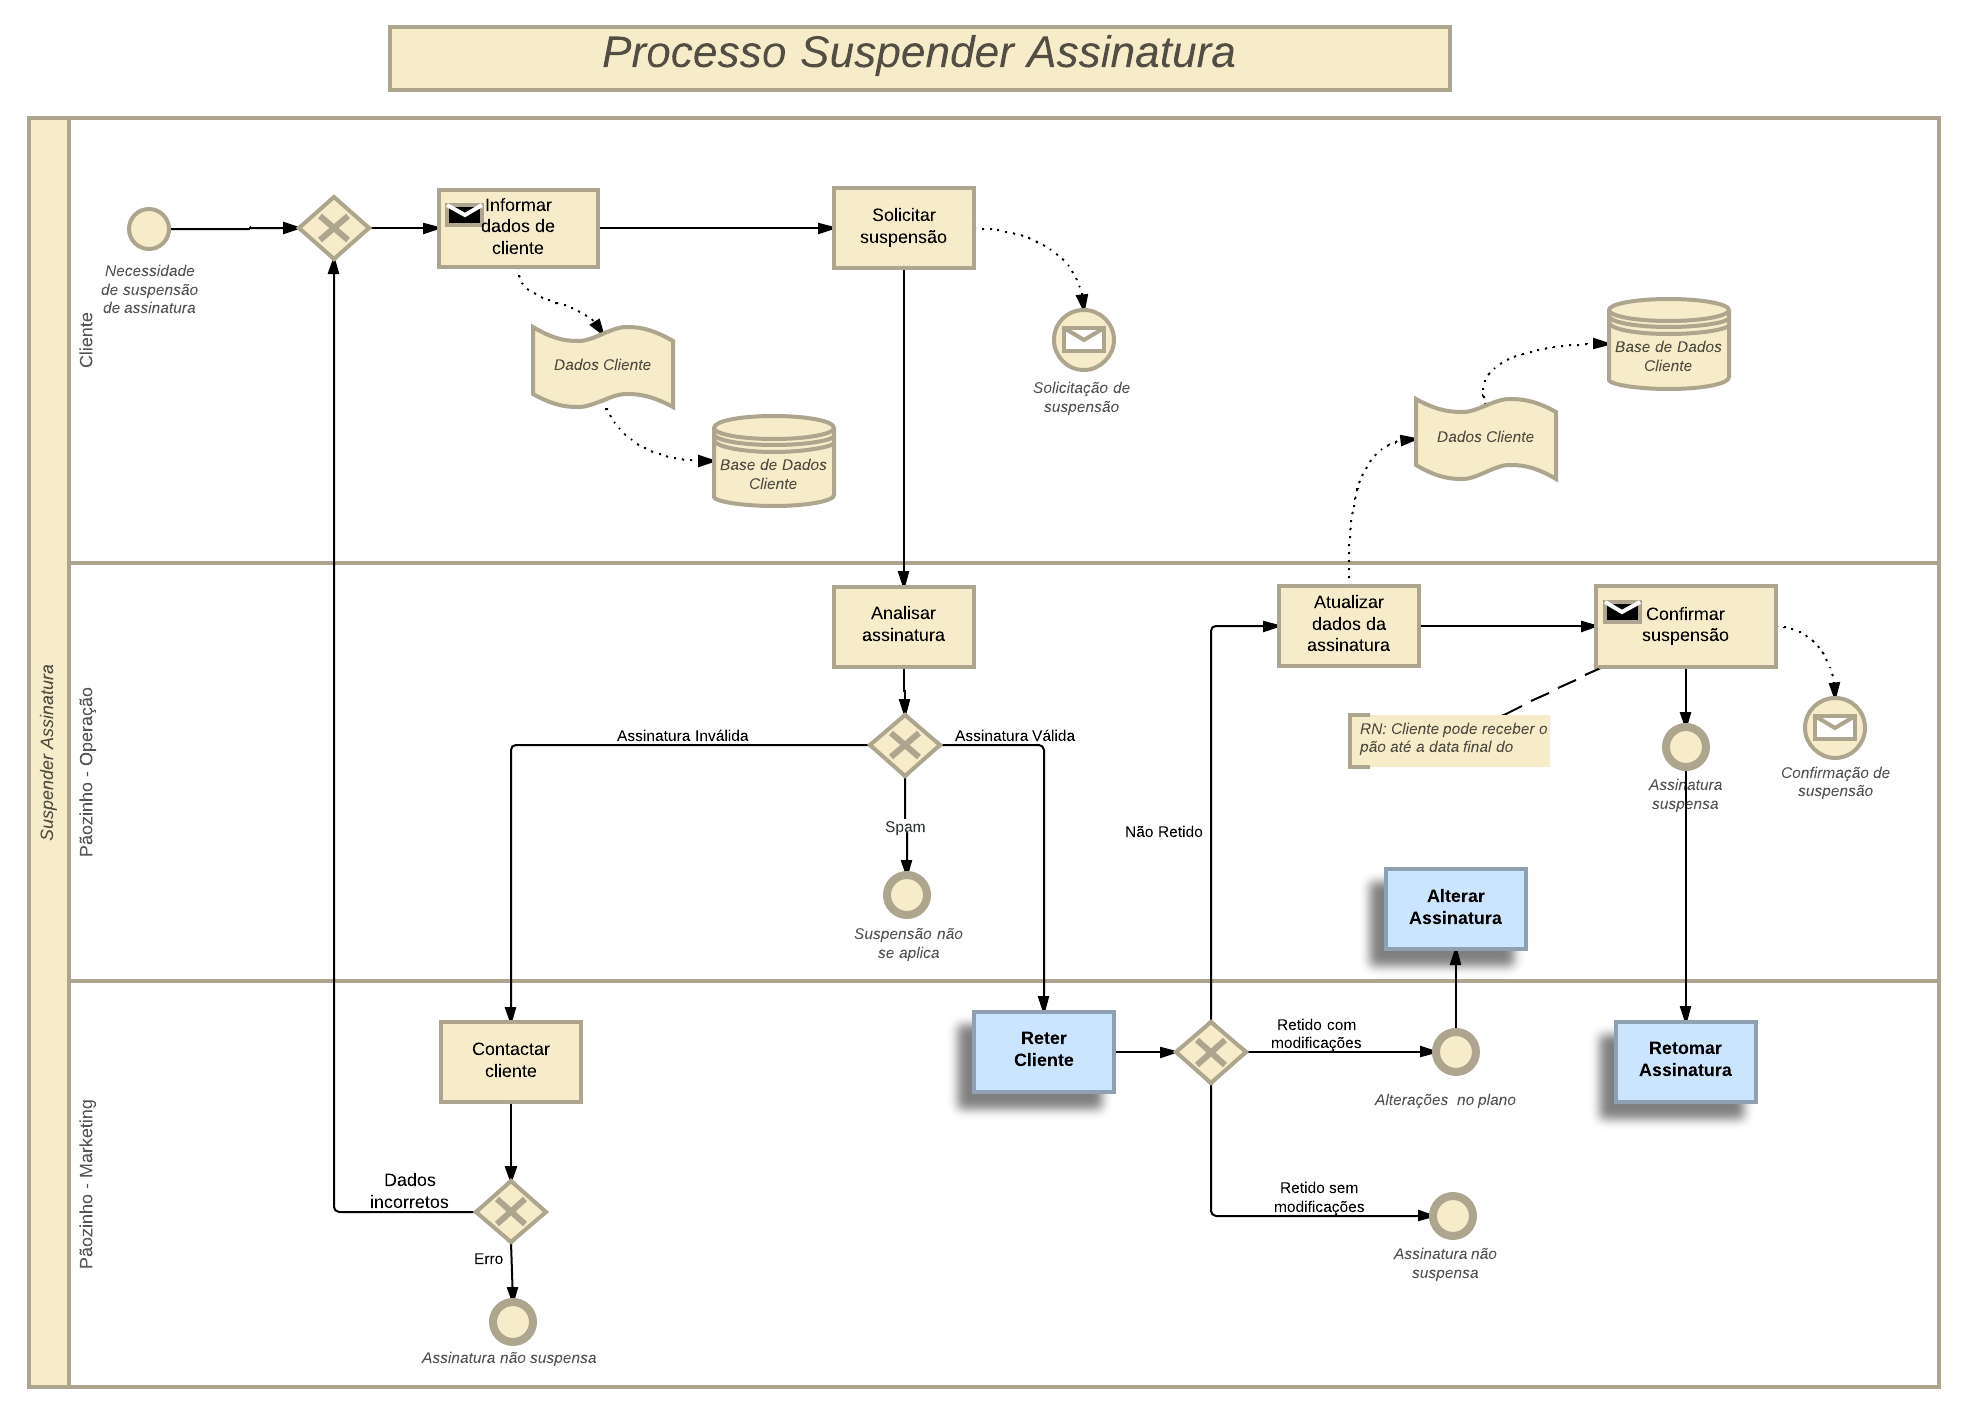 Processo Suspender Assinatura
Suspender Assinatura
Cliente
Necessidade
de suspensão
de assinatura
Informar
dados de
cliente
Solicitar
suspensão
Dados Cliente
Base de Dados
Cliente
Solicitação de
suspensão
Dados Cliente
Base de Dados
Cliente
Pãozinho - Operação
Analisar
assinatura
Assinatura Inválida
Assinatura Válida
Spam
Suspensão não
se aplica
Não Retido
Atualizar
dados da
assinatura
Confirmar
suspensão
RN: Cliente pode receber o
pão até a data final do
Assinatura
suspensa
Confirmação de
suspensão
Alterar
Assinatura
Pãozinho - Marketing
Contactar
cliente
Dados
incorretos
Erro
Assinatura não suspensa
Reter
Cliente
Retido com
modificações
Alterações  no plano
Retido sem
modificações
Assinatura não
suspensa
Retomar
Assinatura